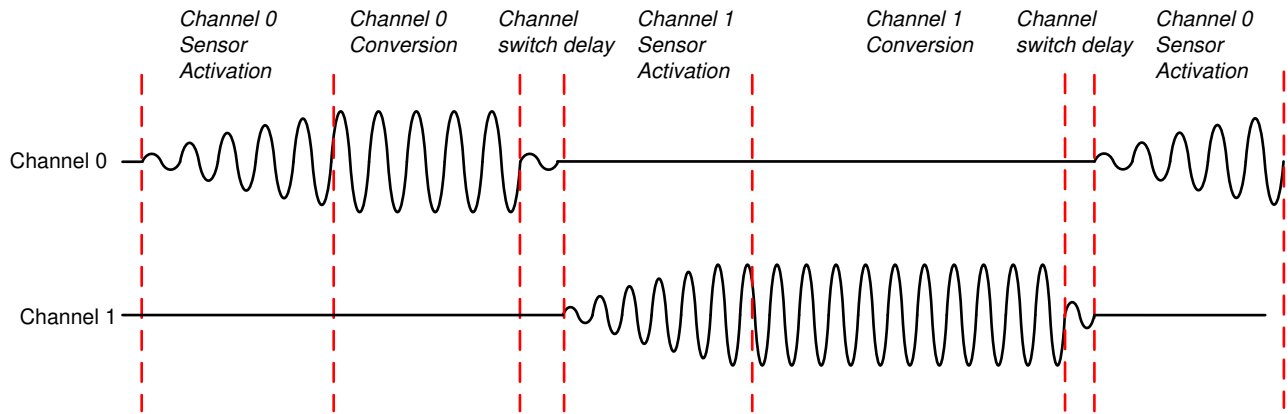 Channel 0
Sensor
Activation
Channel 0
Conversion
Channel
switch delay
Channel 1
Sensor
Activation
Channel 1
Conversion
Channel
switch delay
Channel 0
Sensor
Activation
Channel 0
Channel 1